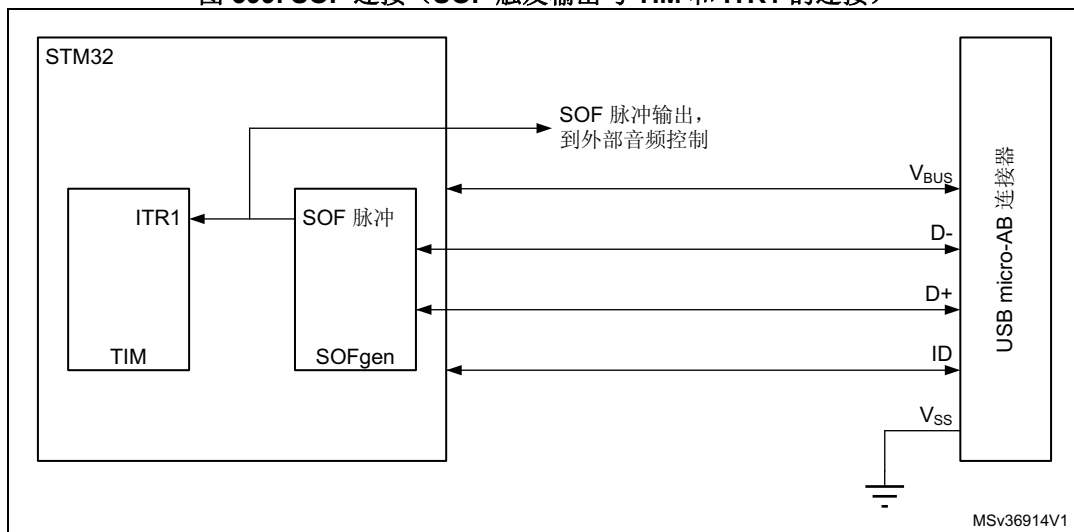 STM32
SOF 脉冲输出,
到外部音频控制
ITR1
SOF 脉冲
TIM
SOFgen
VBUS
D-
D+
ID
VSS
USB micro-AB 连接器
MSv36914V1